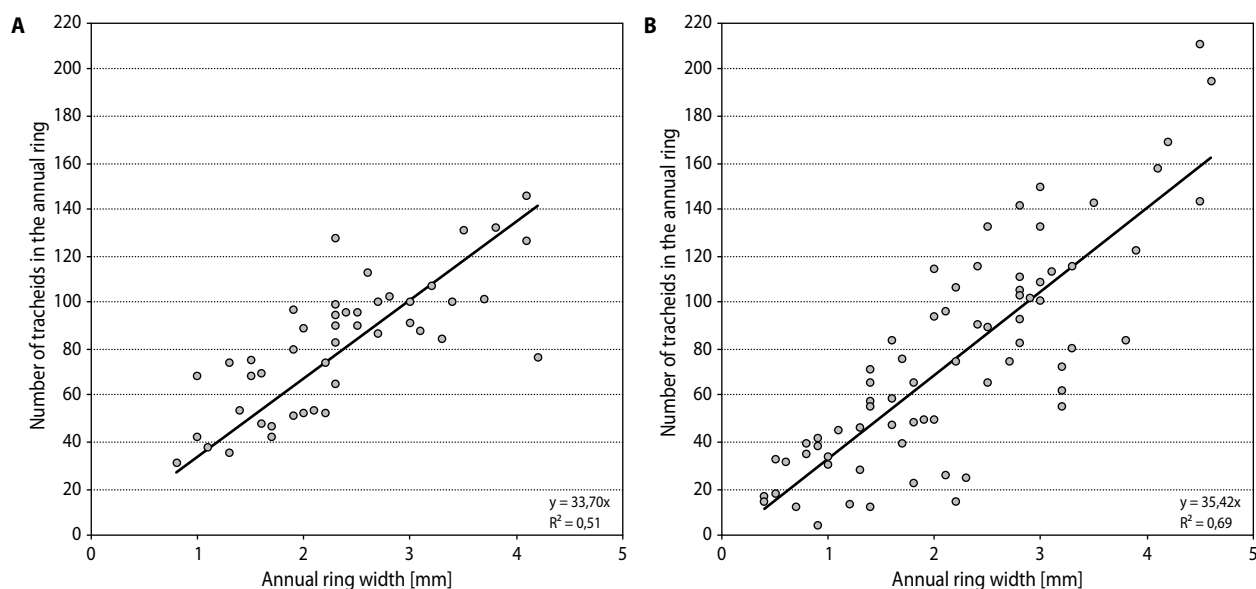 A
Number of tracheids in the annual ring
220
200
180
160
140
120
100
80
60
40
20
0
0 1 2 3 4 5
Annual ring width [mm]
y = 33,70x
R² = 0,51
B
Number of tracheids in the annual ring
220
200
180
160
140
120
100
80
60
40
20
0
0 1 2 3 4 5
Annual ring width [mm]
y = 35,42x
R² = 0,69